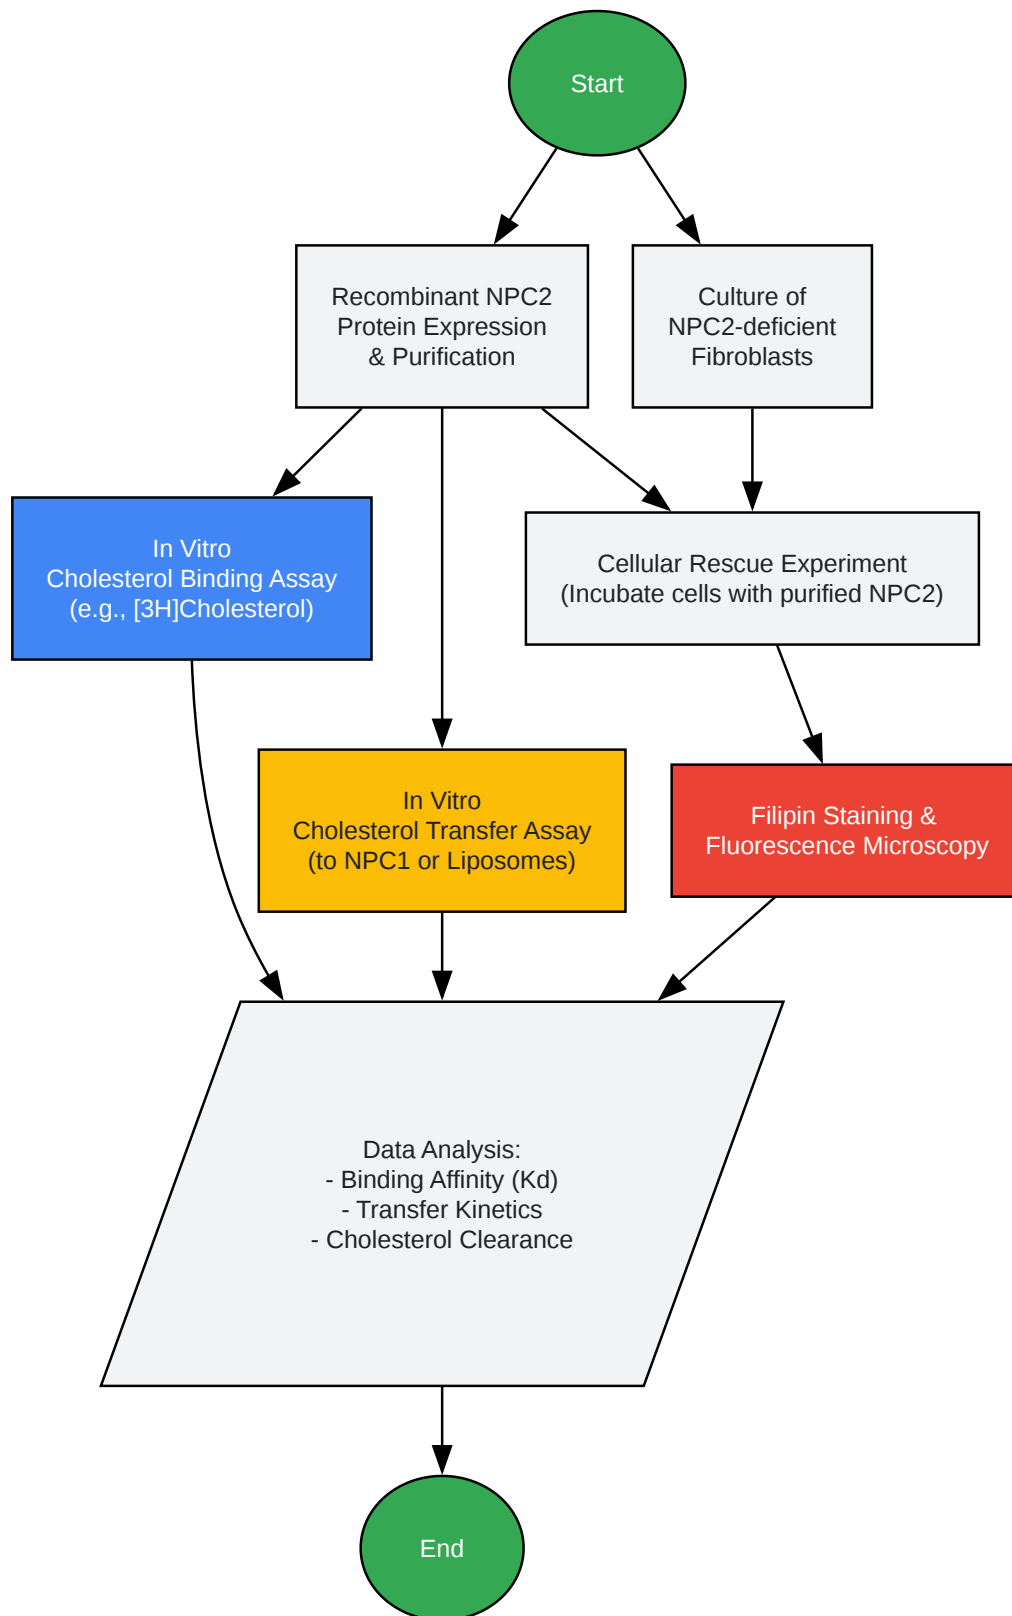 Start
Recombinant NPC2
Protein Expression
& Purification
Culture of
NPC2-deficient
Fibroblasts
In Vitro
Cholesterol Binding Assay
(e.g., [3H]Cholesterol)
Cellular Rescue Experiment
(Incubate cells with purified NPC2)
In Vitro
Cholesterol Transfer Assay
(to NPC1 or Liposomes)
Filipin Staining &
Fluorescence Microscopy
Data Analysis:
- Binding Affinity (Kd)
- Transfer Kinetics
- Cholesterol Clearance
End